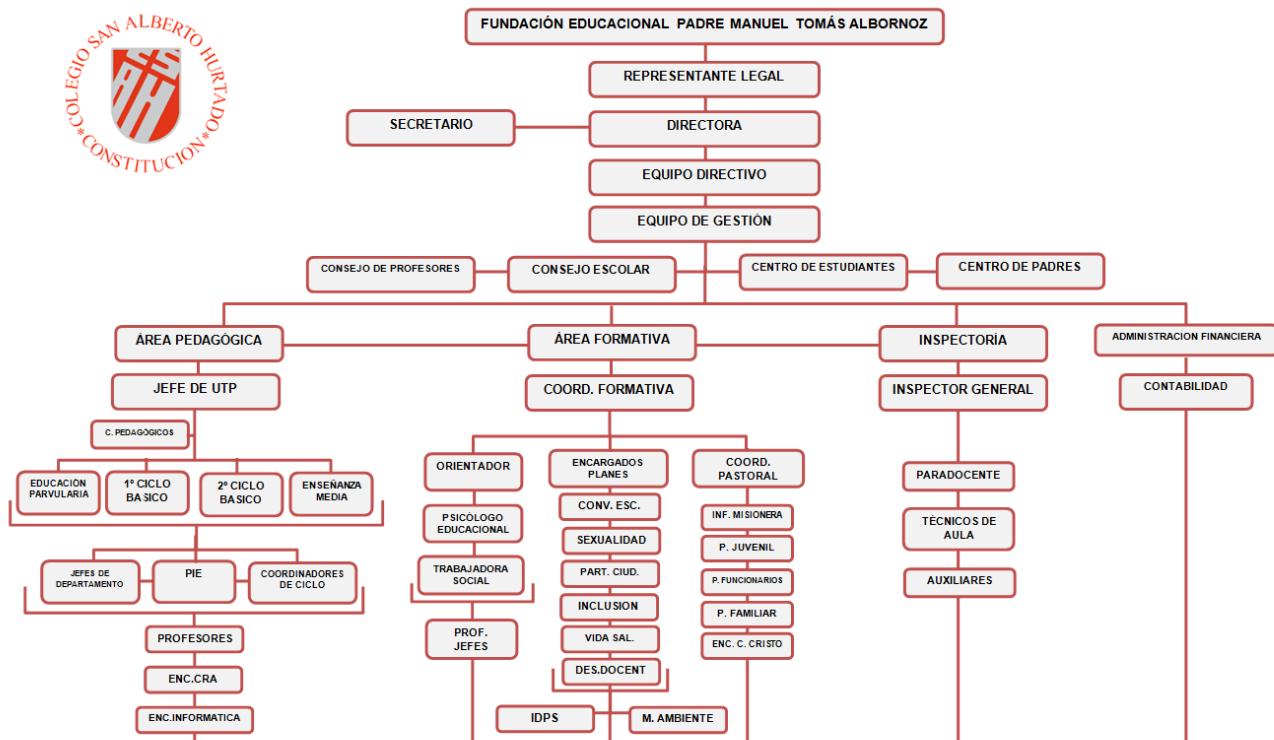 COLEGIO SAN ALBERTO HURTADO
*CONSTITUCION*
FUNDACIÓN EDUCACIONAL PADRE MANUEL TOMÁS ALBORNOZ
REPRESENTANTE LEGAL
SECRETARIO
DIRECTORA
EQUIPO DIRECTIVO
EQUIPO DE GESTIÓN
CONSEJO DE PROFESORES
CONSEJO ESCOLAR
CENTRO DE ESTUDIANTES
CENTRO DE PADRES
ÁREA PEDAGÓGICA
ÁREA FORMATIVA
INSPECTORÍA
ADMINISTRACION FINANCIERA
JEFE DE UTP
COORD. FORMATIVA
INSPECTOR GENERAL
CONTABILIDAD
C. PEDAGÓGICOS
EDUCACIÓN
PARVULARIA
1º CICLO
BASICO
2º CICLO
BASICO
ENSEÑANZA
MEDIA
JEFES DE
DEPARTAMENTO
PIE
COORDINADORES
DE CICLO
PROFESORES
ENC.CRA
ENC.INFORMATICA
ORIENTADOR
PSICÓLOGO
EDUCACIONAL
TRABAJADORA
SOCIAL
PROF.
JEFES
ENCARGADOS
PLANES
CONV. ESC.
SEXUALIDAD
PART. CIUD.
INCLUSION
VIDA SAL.
DES.DOCENT
IDPS
M. AMBIENTE
COORD.
PASTORAL
INF. MISIONERA
P. JUVENIL
P. FUNCIONARIOS
P. FAMILIAR
ENC. C. CRISTO
PARADOCENTE
TÉCNICOS DE
AULA
AUXILIARES